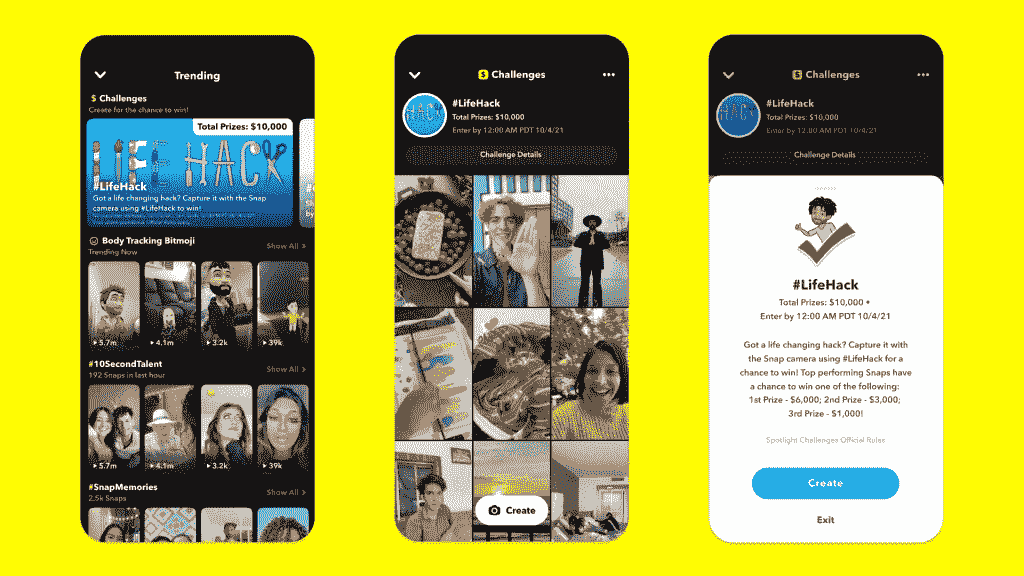 Trending
$ Challenges
Create for the chance to win!
Total Prizes: $10,000
LIFE HACK
#LifeHack
Got a life changing hack? Capture it with
the Snap camera using #LifeHack to win!
Body Tracking Bitmoji
Show All >
Trending Now
5.7m
4.1m
3.2k
39k
#10SecondTalent
Show All >
192 Snaps in last hour
5.7m
4.1m
3.2k
39k
#SnapMemories
Show All >
2.5k Snaps
$ Challenges
HACK
#LifeHack
Total Prizes: $10,000
Enter by 12:00 AM PDT 10/4/21
Challenge Details
Create
Challenges
HACK
#LifeHack
Total Prizes: $10,000
Enter by 12:00 AM PDT 10/4/21
Challenge Details
#LifeHack
Total Prizes: $10,000 •
Enter by 12:00 AM PDT 10/4/21
Got a life changing hack? Capture it with
the Snap camera using #LifeHack for a
chance to win! Top performing Snaps have
a chance to win one of the following:
1st Prize - $6,000; 2nd Prize - $3,000;
3rd Prize - $1,000!
Spotlight Challenges Official Rules
Create
Exit